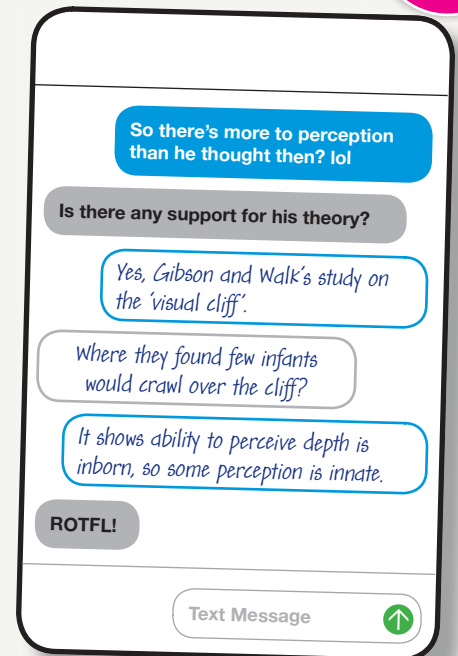 So there's more to perception
than he thought then? lol
Is there any support for his theory?
Yes, Gibson and Walk's study on
the 'visual cliff'.
Where they found few infants
would crawl over the cliff?
It shows ability to perceive depth is
inborn, so some perception is innate.
ROTFL!
Text Message